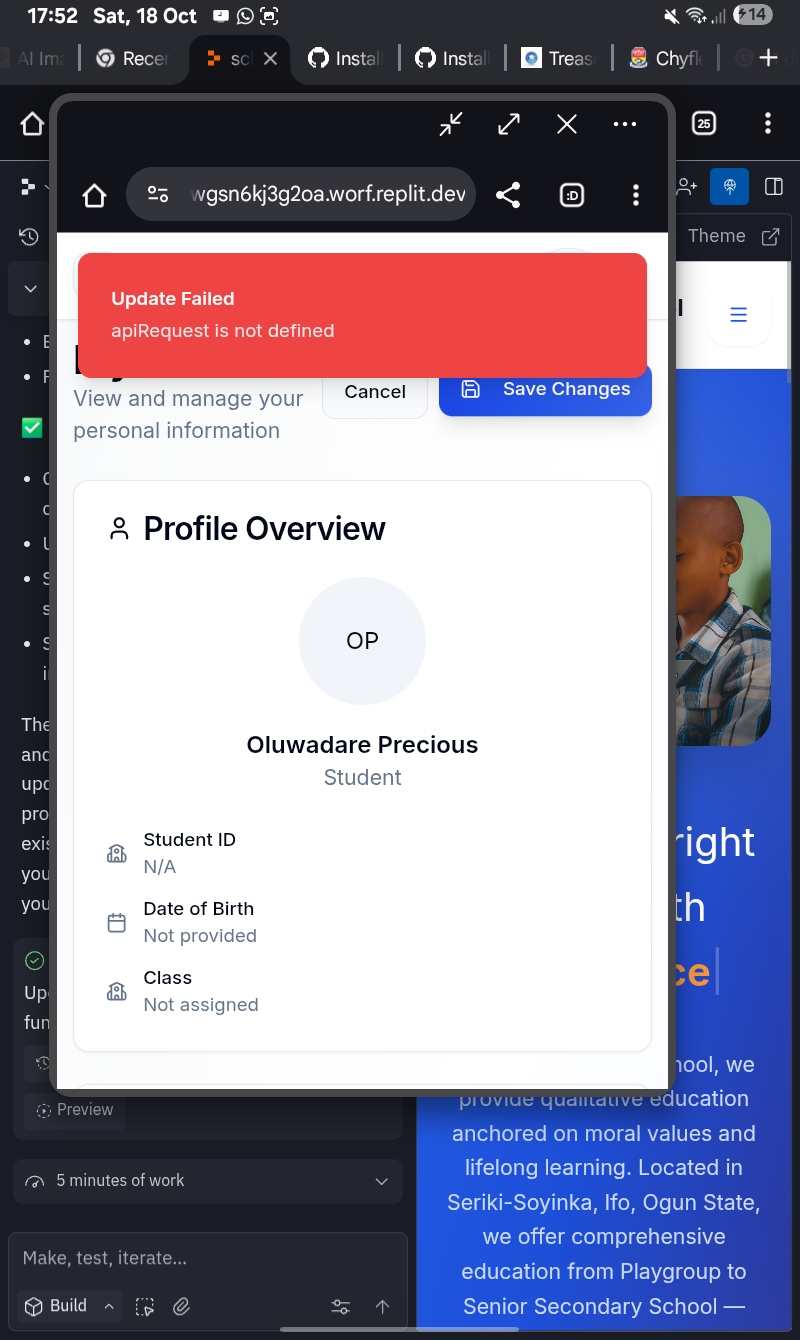 17:52 Sat, 18 Oct
14
AI Ima
Recer
sc
Instal
Instal
Treas
Chyfl
25
wgsn6kj3g2oa.worf.replit.dev
:D
Theme
Update Failed
apiRequest is not defined
View and manage your
personal information
Cancel
Save Changes
Profile Overview
OP
Oluwadare Precious
Student
Student ID
N/A
Date of Birth
Not provided
Class
Not assigned
The
and
upd
pro
exis
you
you
Upd
fun
Preview
5 minutes of work
Make, test, iterate...
Build
right
th
ce
hool, we
provide qualitative education
anchored on moral values and
lifelong learning. Located in
Seriki-Soyinka, Ifo, Ogun State,
we offer comprehensive
education from Playgroup to
Senior Secondary School —